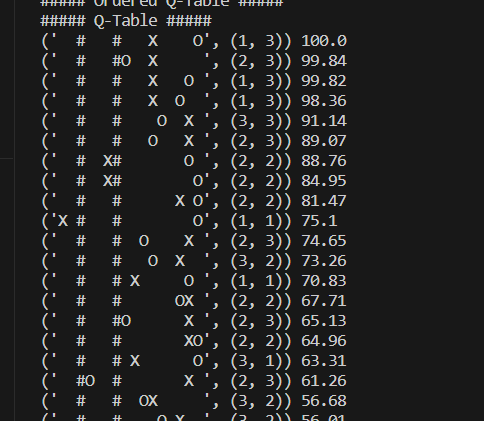 ##### Ordered Q-Table #####
##### Q-Table #####
('  #   #   X    O', (1, 3)) 100.0
('  #   #O  X     ', (2, 3)) 99.84
('  #   #   X   O ', (1, 3)) 99.82
('  #   #   X  O  ', (1, 3)) 98.36
('  #   #    O  X ', (3, 3)) 91.14
('  #   #   O   X ', (2, 3)) 89.07
('  #  X#       O ', (2, 2)) 88.76
('  #  X#        O', (2, 2)) 84.95
('  #   #      X O', (2, 2)) 81.47
('X #   #        O', (1, 1)) 75.1
('  #   #  O    X ', (2, 3)) 74.65
('  #   #   O  X  ', (3, 2)) 73.26
('  #   # X     O ', (1, 1)) 70.83
('  #   #      OX ', (2, 2)) 67.71
('  #   #O      X ', (2, 3)) 65.13
('  #   #       XO', (2, 2)) 64.96
('  #   # X      O', (3, 1)) 63.31
('  #O  #       X ', (2, 3)) 61.26
('  #   #  OX     ', (3, 2)) 56.68